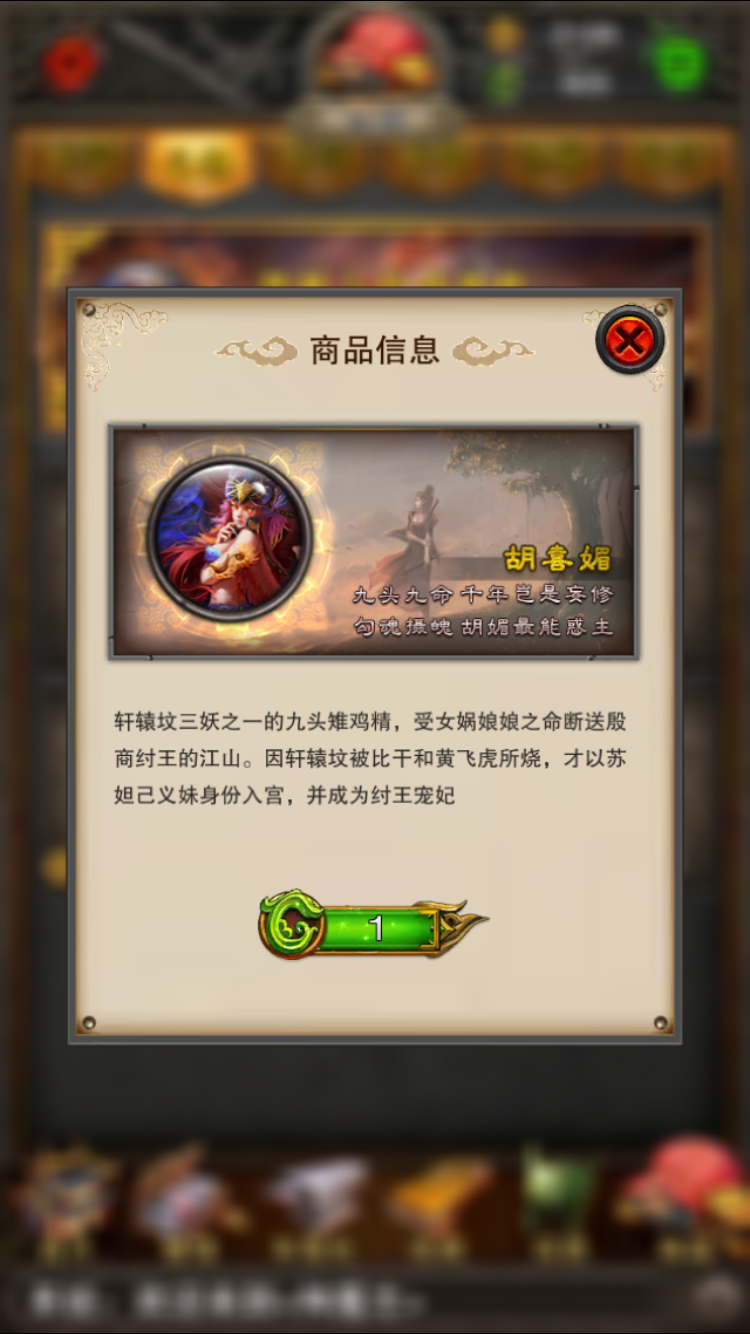 商品信息
胡喜媚
九头九命 千年岂是妄修
勾魂摄魄 胡媚最能惑主
轩辕坟三妖之一的九头雉鸡精，受女娲娘娘之命断送殷
商纣王的江山。因轩辕坟被比干和黄飞虎所烧，才以苏
妲己义妹身份入宫，并成为纣王宠妃
1